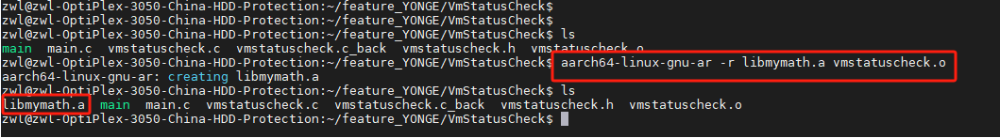 zwl@zwl-OptiPlex-3050-China-HDD-Protection:~/feature_YONGE/VmStatusCheck$
zwl@zwl-OptiPlex-3050-China-HDD-Protection:~/feature_YONGE/VmStatusCheck$
zwl@zwl-OptiPlex-3050-China-HDD-Protection:~/feature_YONGE/VmStatusCheck$ ls
main main.c vmstatuscheck.c vmstatuscheck.c_back vmstatuscheck.h vmstatuscheck.o
zwl@zwl-OptiPlex-3050-China-HDD-Protection:~/feature_YONGE/VmStatusCheck$ aarch64-linux-gnu-ar -r libmymath.a vmstatuscheck.o
aarch64-linux-gnu-ar: creating libmymath.a
zwl@zwl-OptiPlex-3050-China-HDD-Protection:~/feature_YONGE/VmStatusCheck$ ls
libmymath.a main main.c vmstatuscheck.c vmstatuscheck.c_back vmstatuscheck.h vmstatuscheck.o
zwl@zwl-OptiPlex-3050-China-HDD-Protection:~/feature_YONGE/VmStatusCheck$